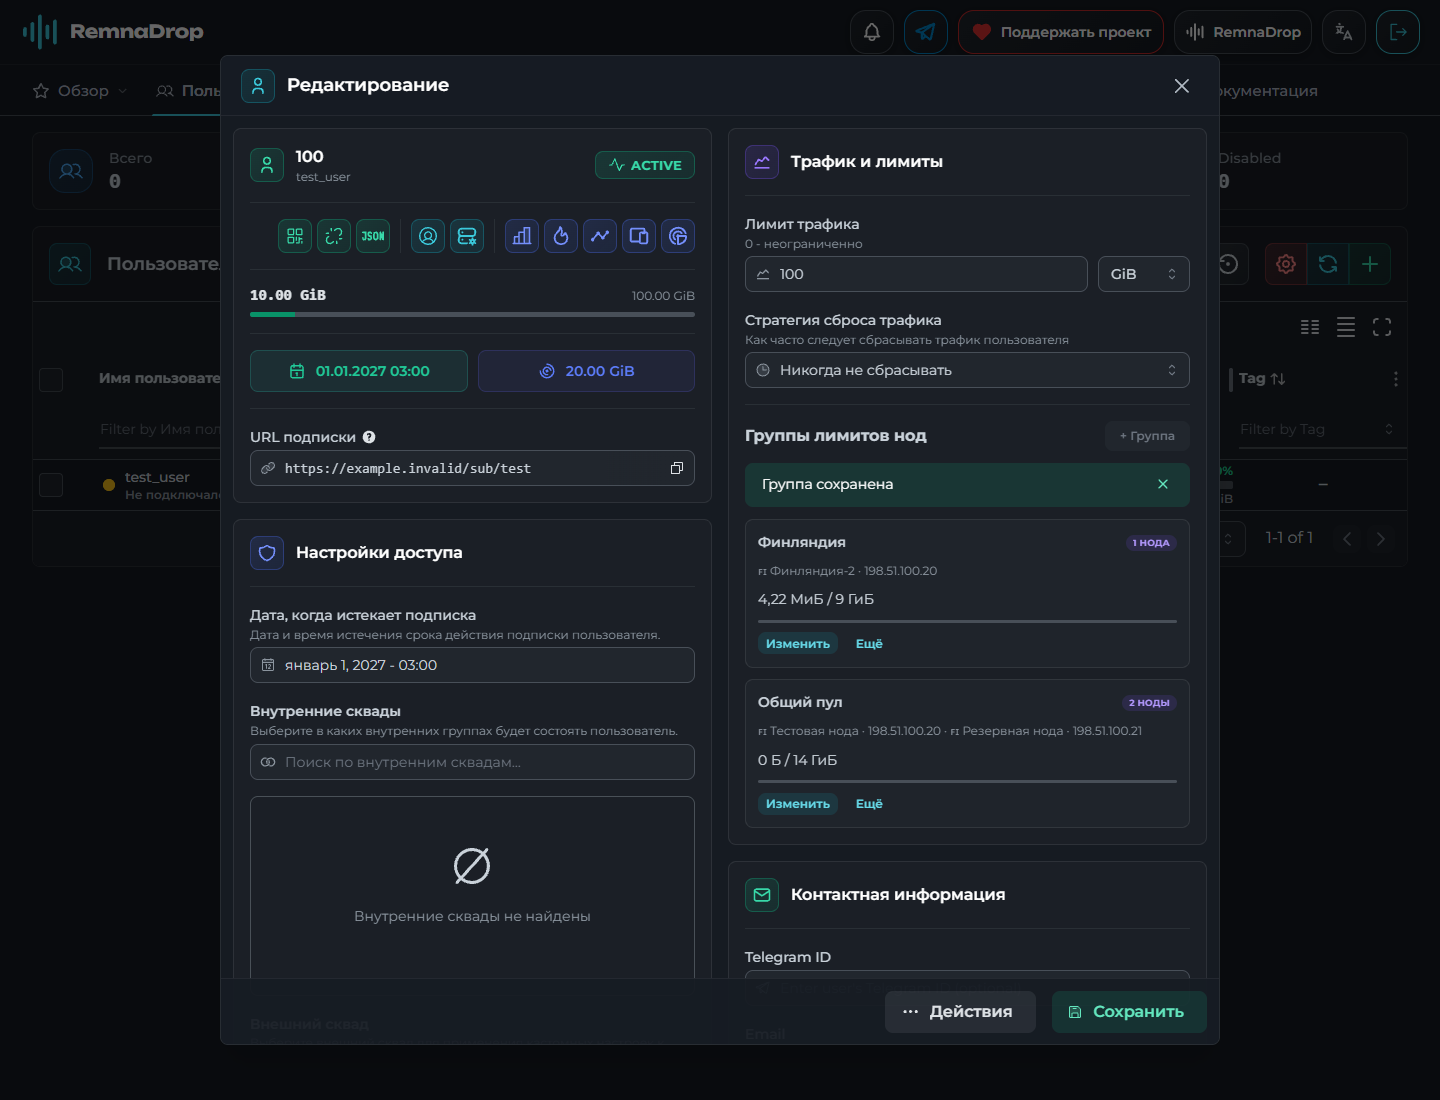 RemnaDrop
Поддержать проект
RemnaDrop
Обзор
Поль
окументация
Всего
0
Disabled
0
Пользовате
Имя пользовате
Tag
Filter by Имя пол
Filter by Tag
test_user
Не подключал
%
iB
–
1-1 of 1
Редактирование
100
test_user
ACTIVE
JSON
10.00 GiB
100.00 GiB
01.01.2027 03:00
20.00 GiB
URL подписки
https://example.invalid/sub/test
Настройки доступа
Дата, когда истекает подписка
Дата и время истечения срока действия подписки пользователя.
12
январь 1, 2027 - 03:00
Внутренние сквады
Выберите в каких внутренних группах будет состоять пользователь.
Поиск по внутренним сквадам...
Внутренние сквады не найдены
Внешний сквад
Трафик и лимиты
Лимит трафика
0 - неограниченно
100
GiB
Стратегия сброса трафика
Как часто следует сбрасывать трафик пользователя
Никогда не сбрасывать
Группы лимитов нод
+ Группа
Группа сохранена
Финляндия
1 НОДА
FI Финляндия-2 · 198.51.100.20
4,22 МиБ / 9 ГиБ
Изменить
Ещё
Общий пул
2 НОДЫ
FI Тестовая нода · 198.51.100.20 · FI Резервная нода · 198.51.100.21
0 Б / 14 ГиБ
Изменить
Ещё
Контактная информация
Telegram ID
Email
Действия
Сохранить